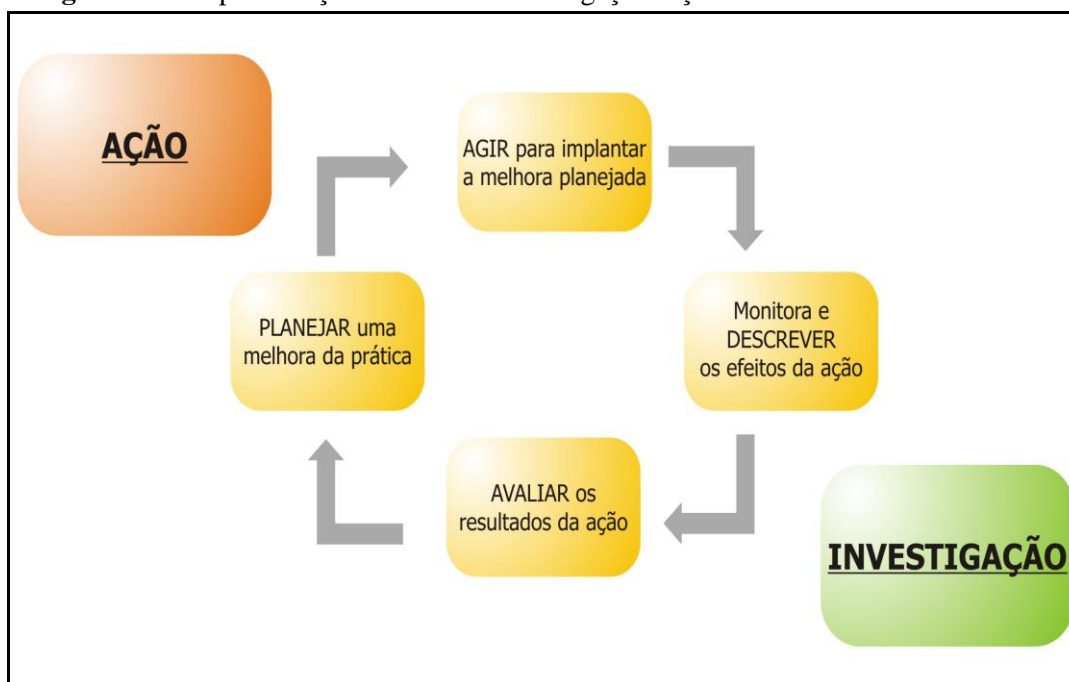 AÇÃO
AGIR para implantar
a melhora planejada
PLANEJAR uma
melhora da prática
Monitora e
DESCREVER
os efeitos da ação
AVALIAR os
resultados da ação
INVESTIGAÇÃO